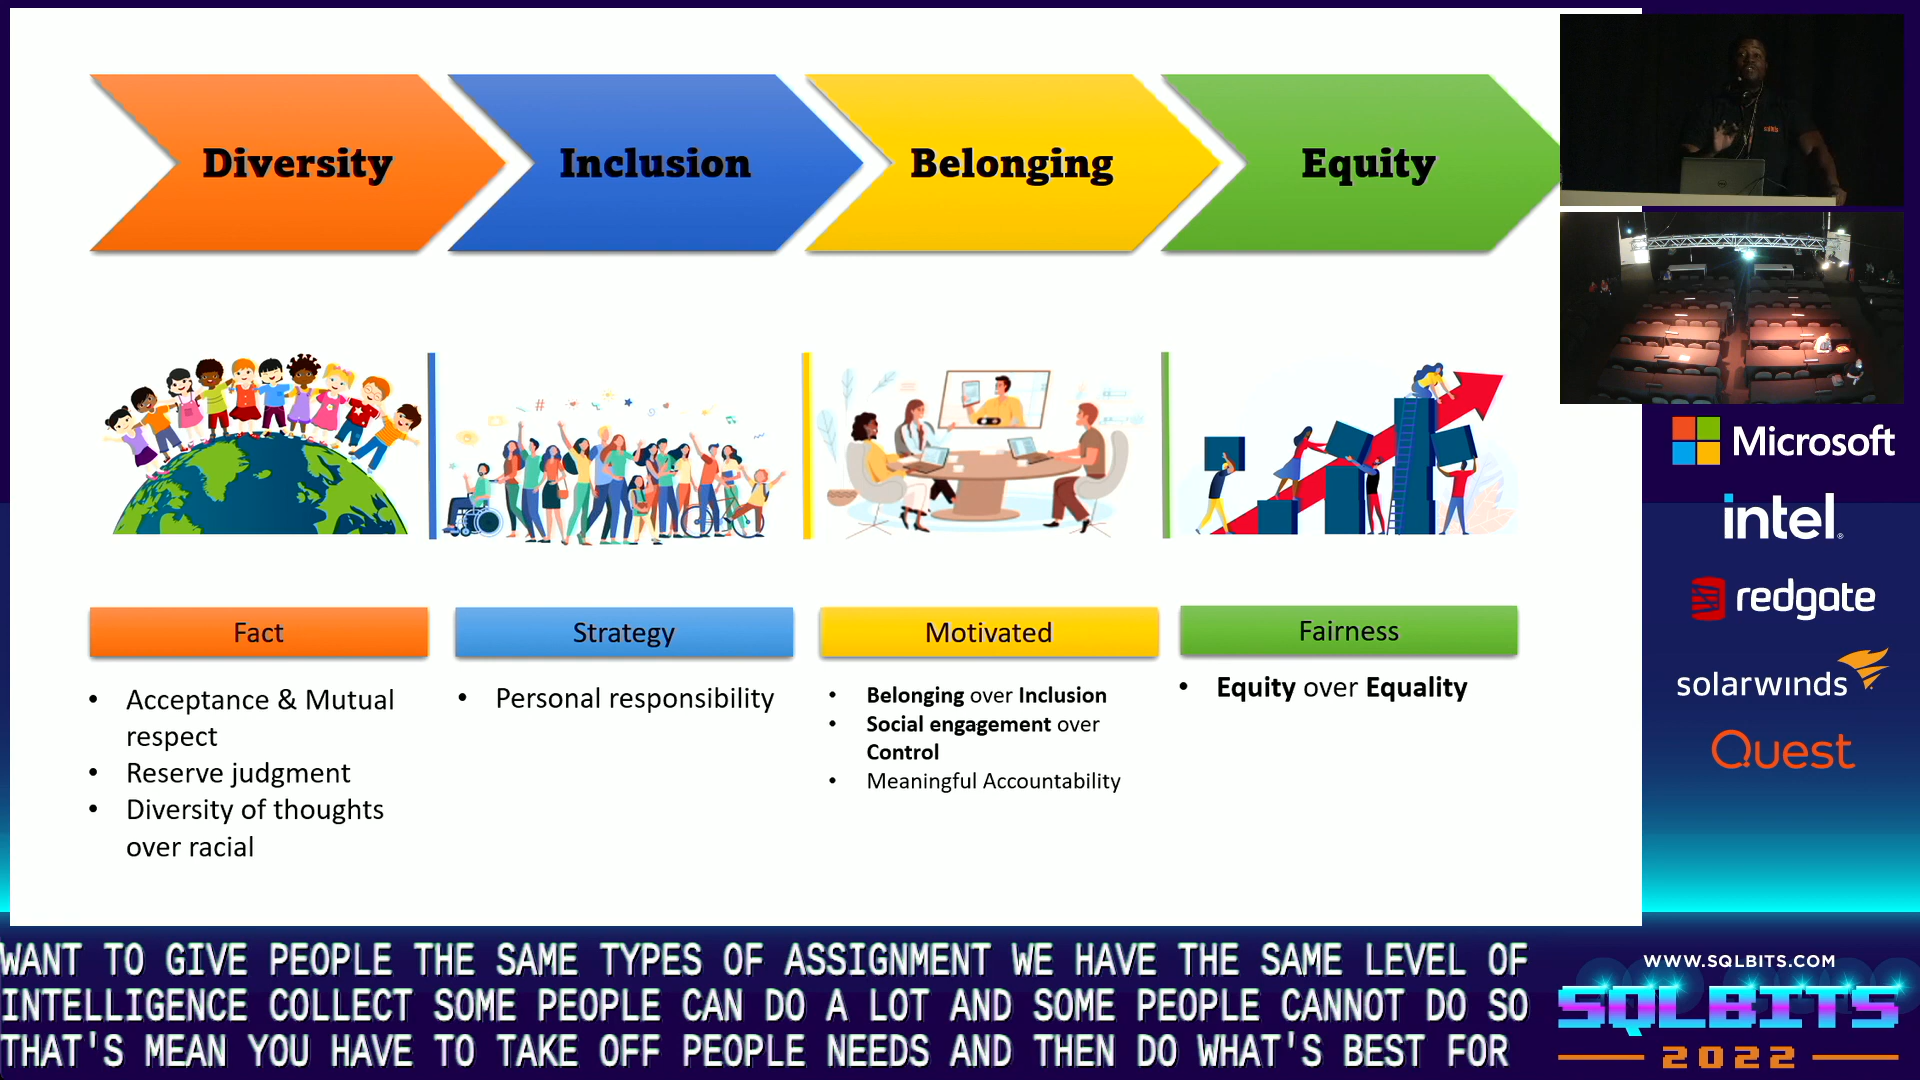 Diversity
Inclusion
Belonging
Equity
Fact
Strategy
Motivated
Fairness
• Acceptance & Mutual
respect
• Reserve judgment
• Diversity of thoughts
over racial
• Personal responsibility
• Belonging over Inclusion
• Social engagement over
Control
• Meaningful Accountability
• Equity over Equality
Microsoft
intel
redgate
solarwinds
Quest
WANT TO GIVE PEOPLE THE SAME TYPES OF ASSIGNMENT WE HAVE THE SAME LEVEL OF
INTELLIGENCE COLLECT SOME PEOPLE CAN DO A LOT AND SOME PEOPLE CANNOT DO SO
THAT'S MEAN YOU HAVE TO TAKE OFF PEOPLE NEEDS AND THEN DO WHAT'S BEST FOR
WWW.SQLBITS.COM
SQLBITS
2022